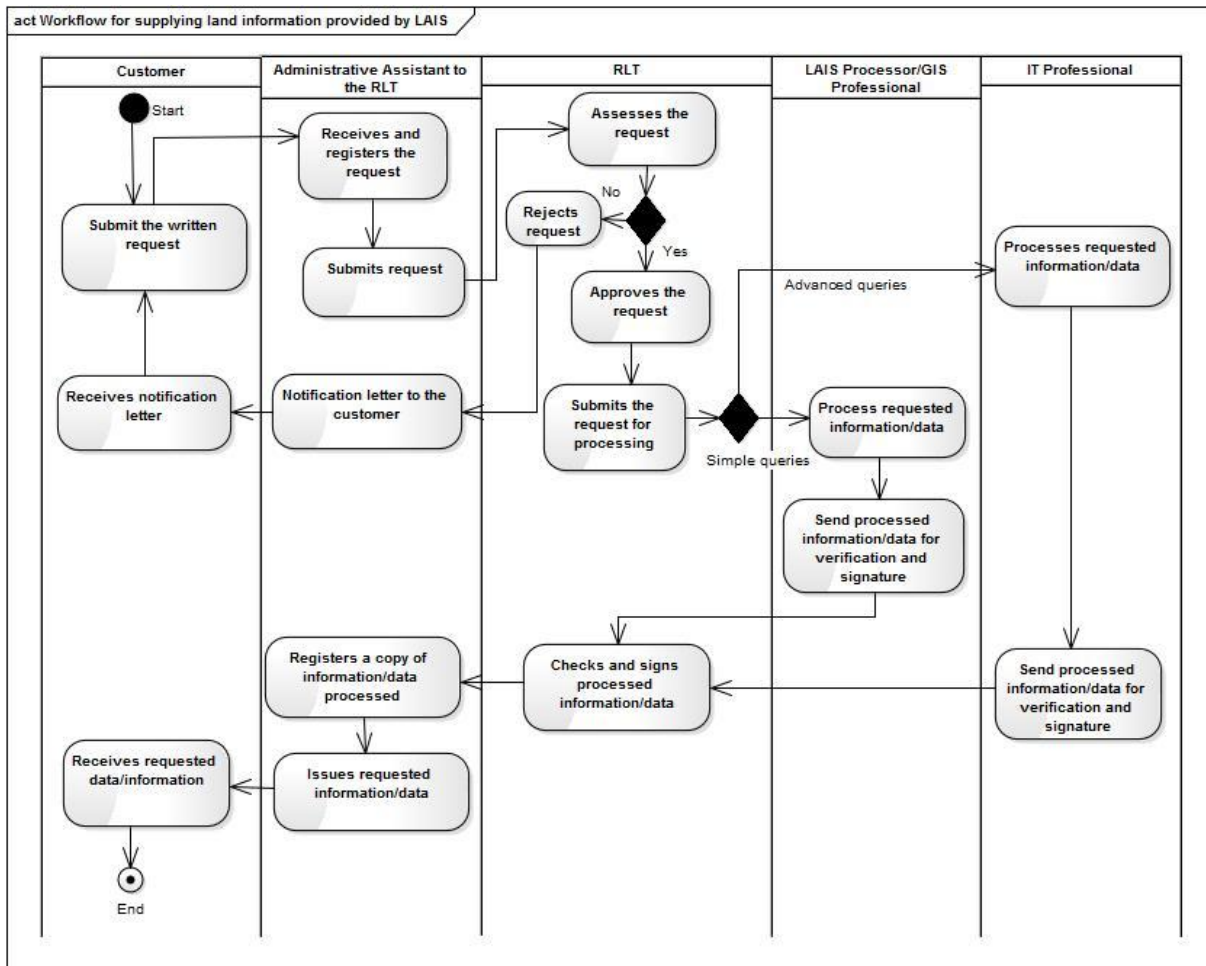 act Workflow for supplying land information provided by LAIS
Customer
Administrative Assistant to
the RLT
RLT
LAIS Processor/GIS
Professional
IT Professional
Start
Receives and
registers the
request
Assesses the
request
No
Rejects
request
Submit the written
request
Submits request
Yes
Processes requested
information/data
Advanced queries
Approves the
request
Receives notification
letter
Notification letter to the
customer
Submits the
request for
processing
Process requested
information/data
Simple queries
Send processed
information/data for
verification and
signature
Registers a copy of
information/data
processed
Checks and signs
processed
information/data
Send processed
information/data for
verification and
signature
Receives requested
data/information
Issues requested
information/data
End